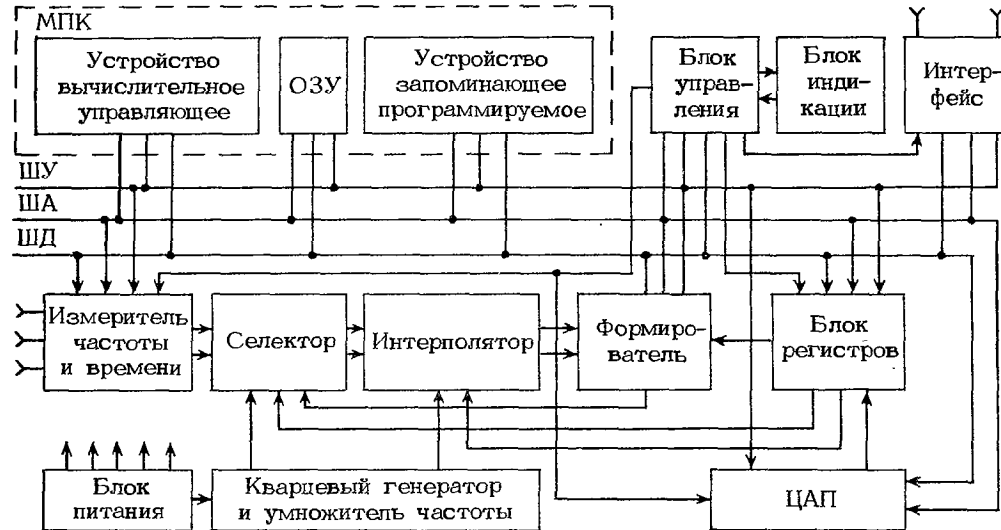 МПК
Устройство
вычислительное
управляющее
ОЗУ
Устройство
запоминающее
программируемое
Блок
управ-
ления
Блок
инди-
кации
Интер-
фейс
ШУ
ША
ШД
Измеритель
частоты
и времени
Селектор
Интерполятор
Формиро-
ватель
Блок
регистров
Блок
питания
Кварцевый генератор
и умножитель частоты
ЦАП